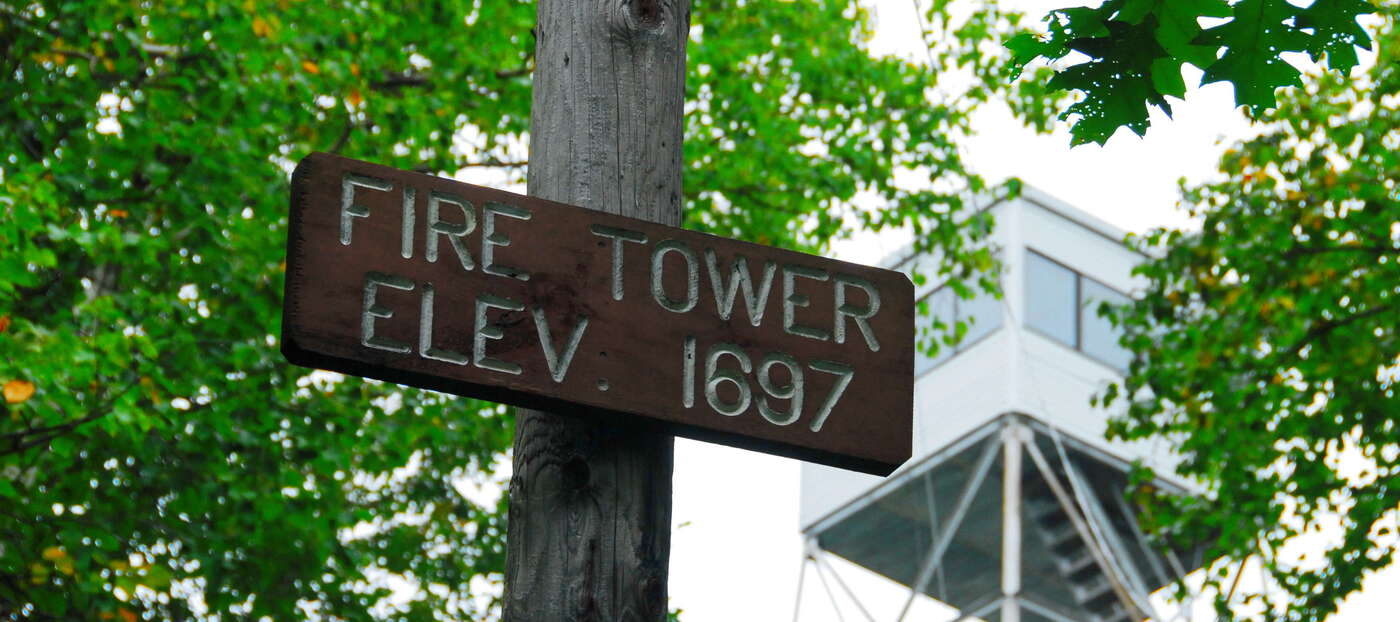 FIRE TOWER
ELEV. 1697